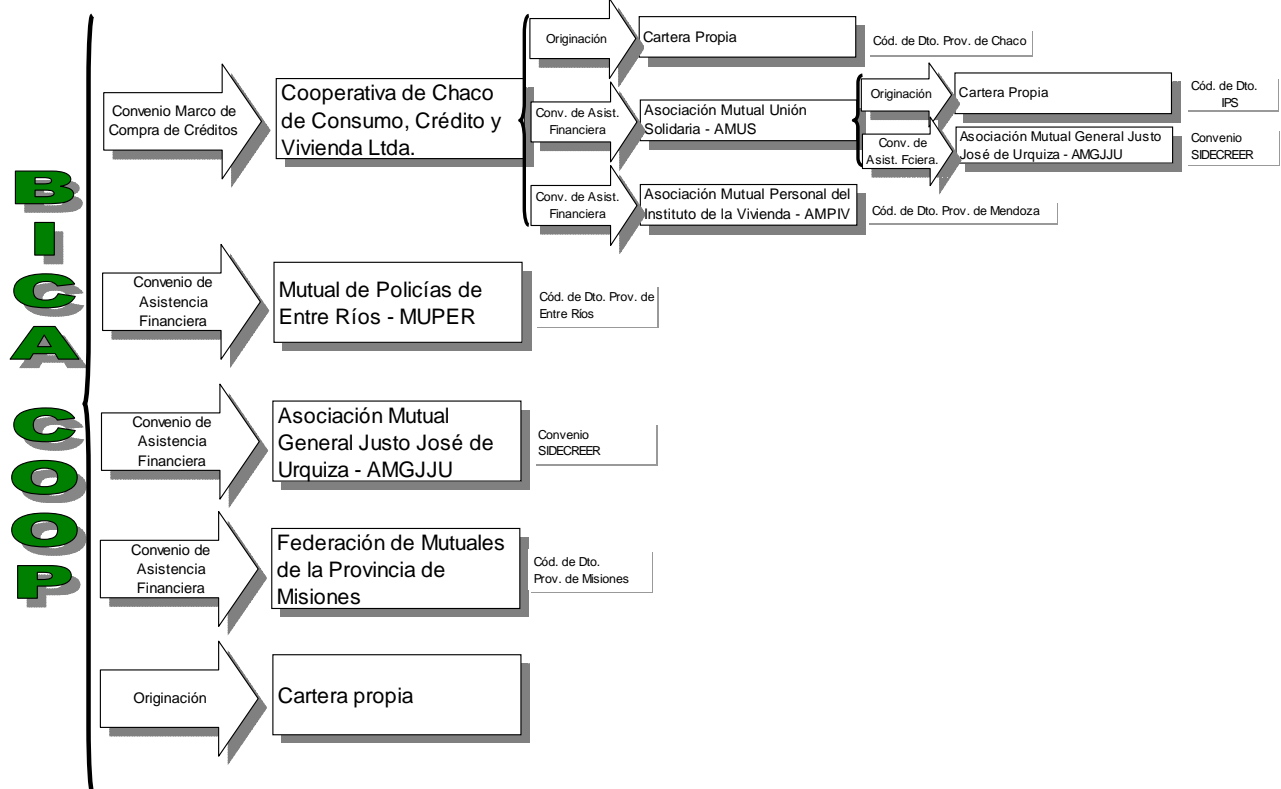 BICA COOP
Convenio Marco de
Compra de Créditos
Cooperativa de Chaco
de Consumo, Crédito y
Vivienda Ltda.
Originación
Cartera Propia
Cód. de Dto. Prov. de Chaco
Conv. de Asist.
Financiera
Asociación Mutual Unión
Solidaria - AMUS
Originación
Cartera Propia
Cód. de Dto.
IPS
Conv. de
Asist. Fciera.
Asociación Mutual General Justo
José de Urquiza - AMGJJU
Convenio
SIDECREER
Conv. de Asist.
Financiera
Asociación Mutual Personal del
Instituto de la Vivienda - AMPIV
Cód. de Dto. Prov. de Mendoza
Convenio de
Asistencia
Financiera
Mutual de Policías de
Entre Ríos - MUPER
Cód. de Dto. Prov. de
Entre Ríos
Convenio de
Asistencia
Financiera
Asociación Mutual
General Justo José de
Urquiza - AMGJJU
Convenio
SIDECREER
Convenio de
Asistencia
Financiera
Federación de Mutuales
de la Provincia de
Misiones
Cód. de Dto.
Prov. de Misiones
Originación
Cartera propia